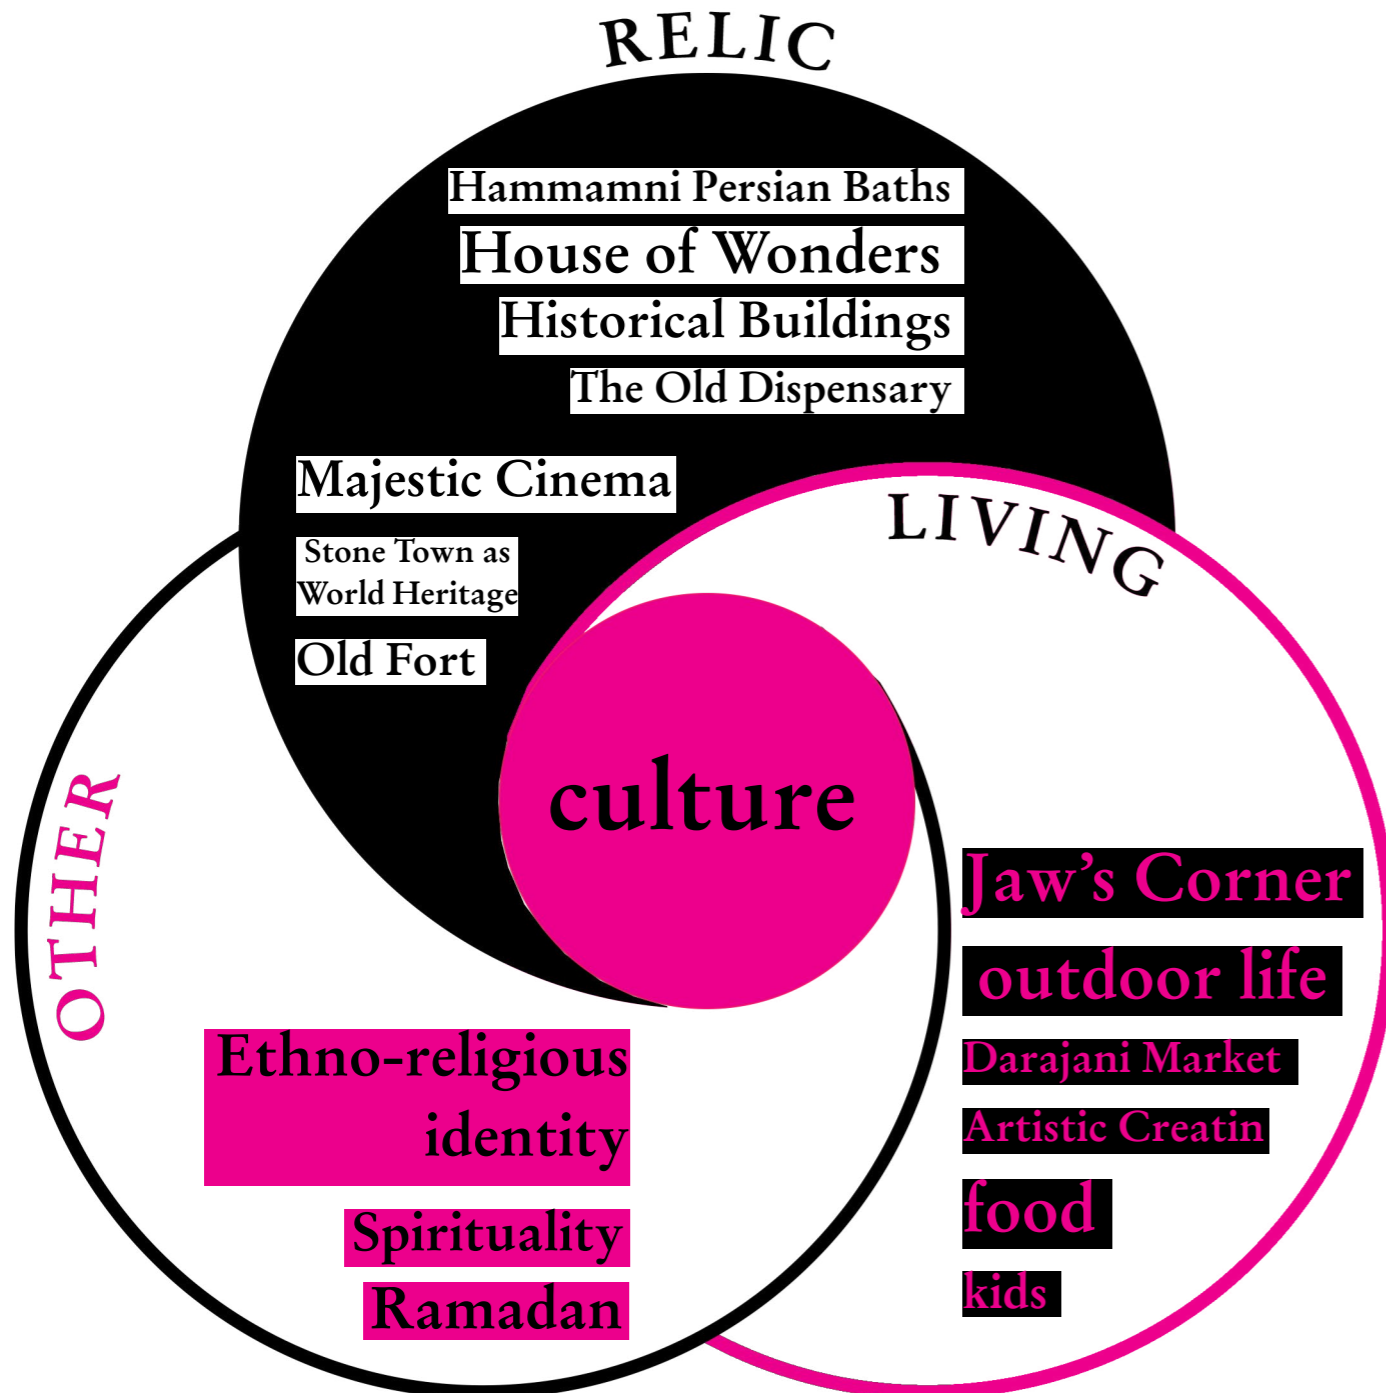 RELIC
Hammamni Persian Baths
House of Wonders
Historical Buildings
The Old Dispensary
Majestic Cinema
Stone Town as
World Heritage
Old Fort
LIVING
culture
Jaw’s Corner
outdoor life
Darajani Market
Artistic Creatin
food
kids
OTHER
Ethno-religious
identity
Spirituality
Ramadan